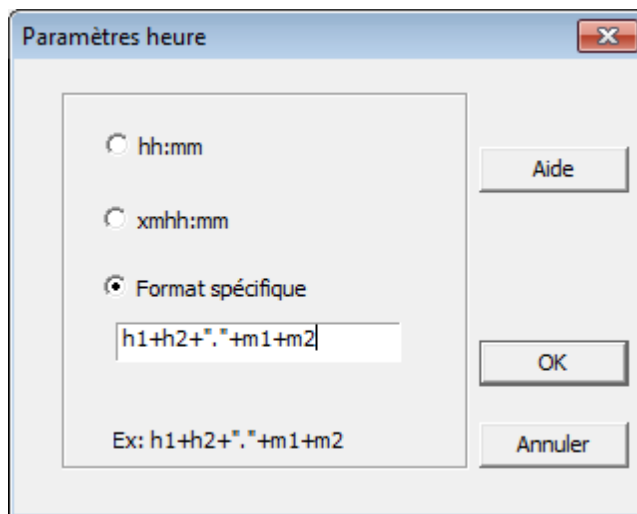 Paramètres heure
hh:mm
Aide
xmhh:mm
Format spécifique
h1+h2+"."+m1+m2
OK
Ex: h1+h2+"."+m1+m2
Annuler